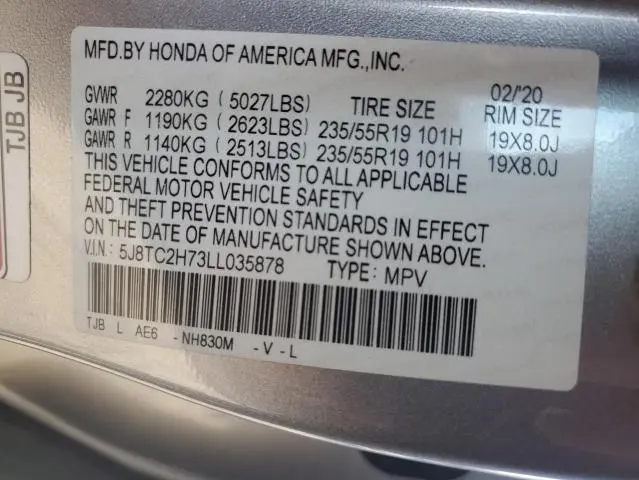 MFD.BY HONDA OF AMERICA MFG.,INC.
02/'20
GVWR 2280KG (5027LBS) TIRE SIZE RIM SIZE
GAWR F 1190KG (2623LBS) 235/55R19 101H 19X8.0J
GAWR R 1140KG (2513LBS) 235/55R19 101H 19X8.0J
THIS VEHICLE CONFORMS TO ALL APPLICABLE
FEDERAL MOTOR VEHICLE SAFETY
AND THEFT PREVENTION STANDARDS IN EFFECT
ON THE DATE OF MANUFACTURE SHOWN ABOVE.
V.I.N.: 5J8TC2H73LL035878 TYPE: MPV
TJB L AE6 -NH830M -V-L
TJB JB